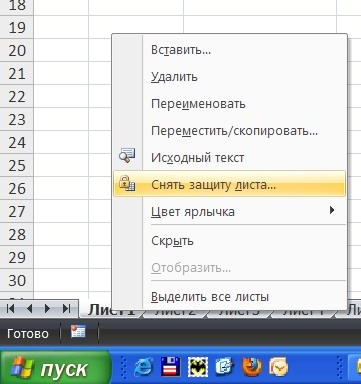 18
19
20
21
22
23
24
25
26
27
28
29
30
Вставить...
Удалить
Переименовать
Переместить/скопировать...
Исходный текст
Снять защиту листа...
Цвет ярлычка
Скрыть
Отобразить...
Выделить все листы
Лист1 Лист2 Лист3
Готово
пуск